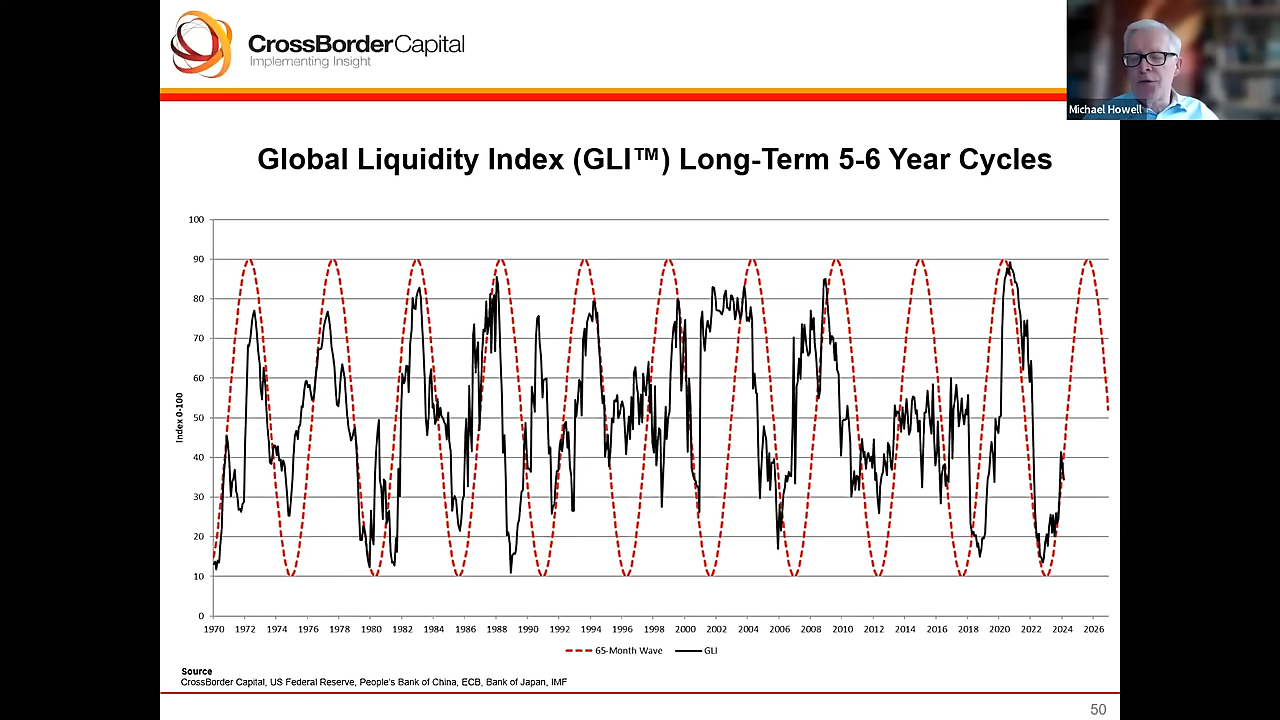 CrossBorderCapital
Implementing Insight
Michael Howell
Global Liquidity Index (GLI™) Long-Term 5-6 Year Cycles
100
90
80
70
60
50
40
30
20
10
0
Index 0-100
1970 1972 1974 1976 1978 1980 1982 1984 1986 1988 1990 1992 1994 1996 1998 2000 2002 2004 2006 2008 2010 2012 2014 2016 2018 2020 2022 2024 2026
65-Month Wave GLI
Source
CrossBorder Capital, US Federal Reserve, People's Bank of China, ECB, Bank of Japan, IMF
50